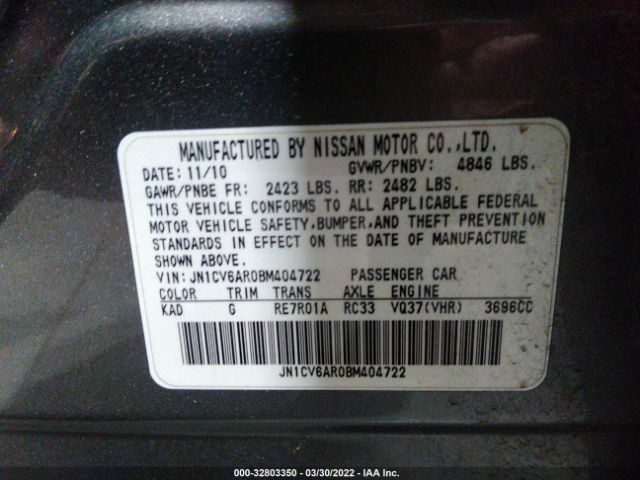 MANUFACTURED BY NISSAN MOTOR CO.,LTD.
DATE: 11/10 GVWR/PNBV: 4846 LBS.
GAWR/PNBE FR: 2423 LBS. RR: 2482 LBS.
THIS VEHICLE CONFORMS TO ALL APPLICABLE FEDERAL
MOTOR VEHICLE SAFETY,BUMPER,AND THEFT PREVENTION
STANDARDS IN EFFECT ON THE DATE OF MANUFACTURE
SHOWN ABOVE.
VIN: JN1CV6AR0BM404722 PASSENGER CAR
COLOR TRIM TRANS AXLE ENGINE
KAD G RE7R01A RC33 VQ37(VHR) 3696CC
JN1CV6AR0BM404722
000-32803350 - 03/30/2022 - IAA Inc.